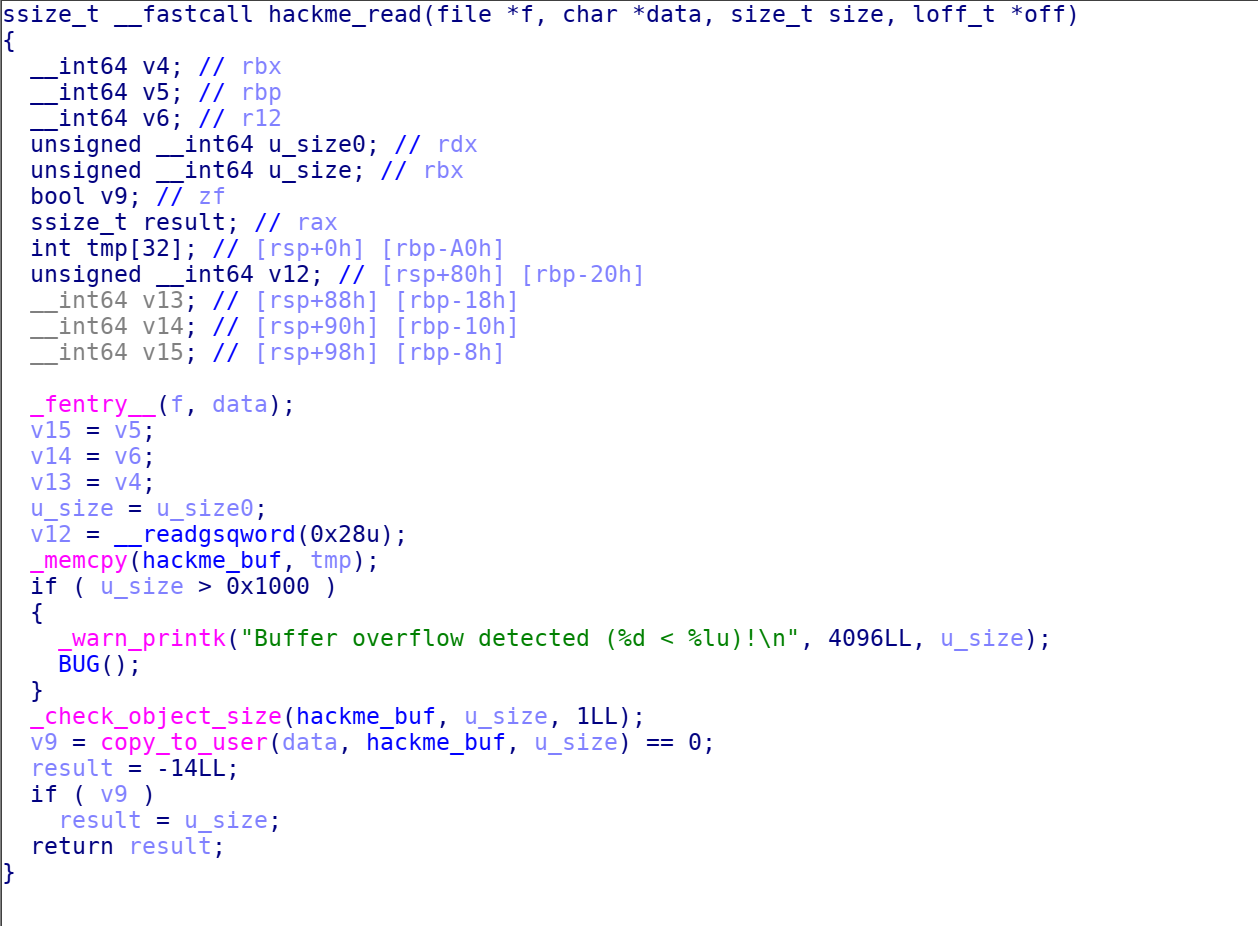 ssize_t __fastcall hackme_read(file *f, char *data, size_t size, loff_t *off)
{
  __int64 v4; // rbx
  __int64 v5; // rbp
  __int64 v6; // r12
  unsigned __int64 u_size0; // rdx
  unsigned __int64 u_size; // rbx
  bool v9; // zf
  ssize_t result; // rax
  int tmp[32]; // [rsp+0h] [rbp-A0h]
  unsigned __int64 v12; // [rsp+80h] [rbp-20h]
  __int64 v13; // [rsp+88h] [rbp-18h]
  __int64 v14; // [rsp+90h] [rbp-10h]
  __int64 v15; // [rsp+98h] [rbp-8h]

  _fentry__(f, data);
  v15 = v5;
  v14 = v6;
  v13 = v4;
  u_size = u_size0;
  v12 = __readgsqword(0x28u);
  _memcpy(hackme_buf, tmp);
  if ( u_size > 0x1000 )
  {
    _warn_printk("Buffer overflow detected (%d < %lu)!\n", 4096LL, u_size);
    BUG();
  }
  _check_object_size(hackme_buf, u_size, 1LL);
  v9 = copy_to_user(data, hackme_buf, u_size) == 0;
  result = -14LL;
  if ( v9 )
    result = u_size;
  return result;
}